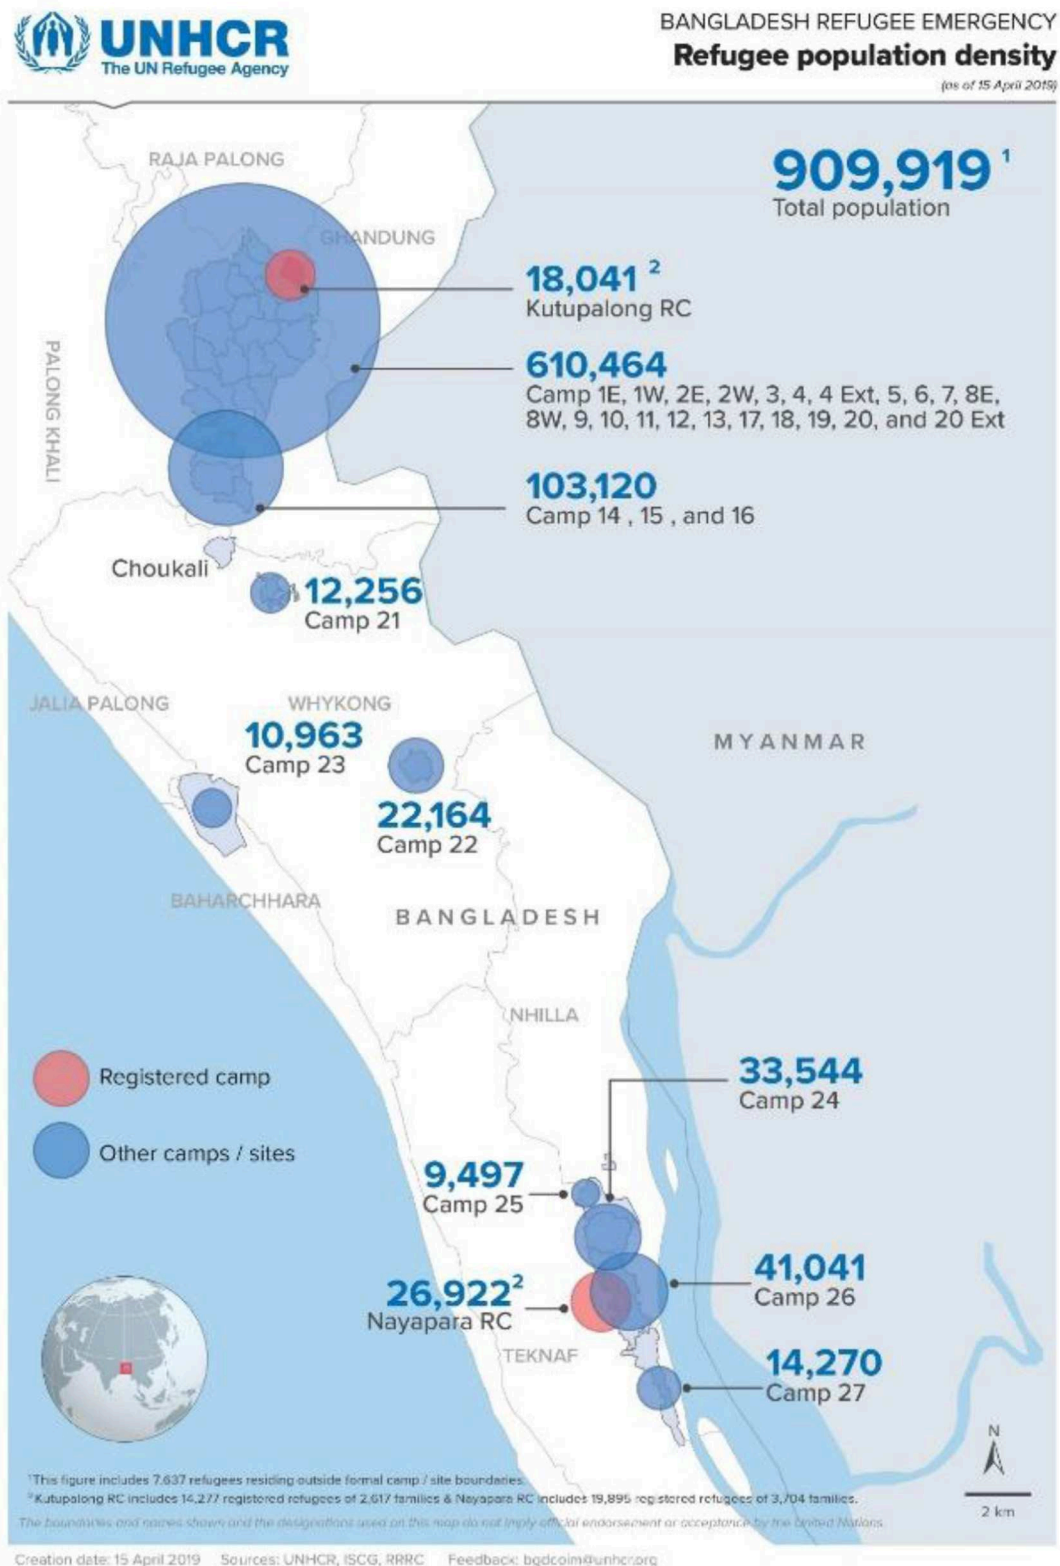 UNHCR
The UN Refugee Agency
BANGLADESH REFUGEE EMERGENCY
Refugee population density
(as of 15 April 2019)
RAJA PALONG
909,919 1
Total population
GHANDUNG
18,041 2
Kutupalong RC
PALONG KHALI
610,464
Camp 1E, 1W, 2E, 2W, 3, 4, 4 Ext, 5, 6, 7, 8E,
8W, 9, 10, 11, 12, 13, 17, 18, 19, 20, and 20 Ext
103,120
Camp 14 , 15 , and 16
Choukali
12,256
Camp 21
JALIA PALONG
WHYKONG
10,963
Camp 23
MYANMAR
22,164
Camp 22
BAHARCHHARA
BANGLADESH
NHILLA
Registered camp
Other camps / sites
33,544
Camp 24
9,497
Camp 25
41,041
Camp 26
26,922 2
Nayapara RC
TEKNAF
14,270
Camp 27
N
2 km
1This figure includes 7,637 refugees residing outside formal camp / site boundaries.
2Kutupalong RC includes 14,277 registered refugees of 2,617 families & Nayapara RC includes 19,895 registered refugees of 3,704 families.
The boundaries and names shown and the designations used on this map do not imply official endorsement or acceptance by the United Nations.
Creation date: 15 April 2019 Sources: UNHCR, ISCG, RRRC Feedback: bgdcoim@unhcr.org